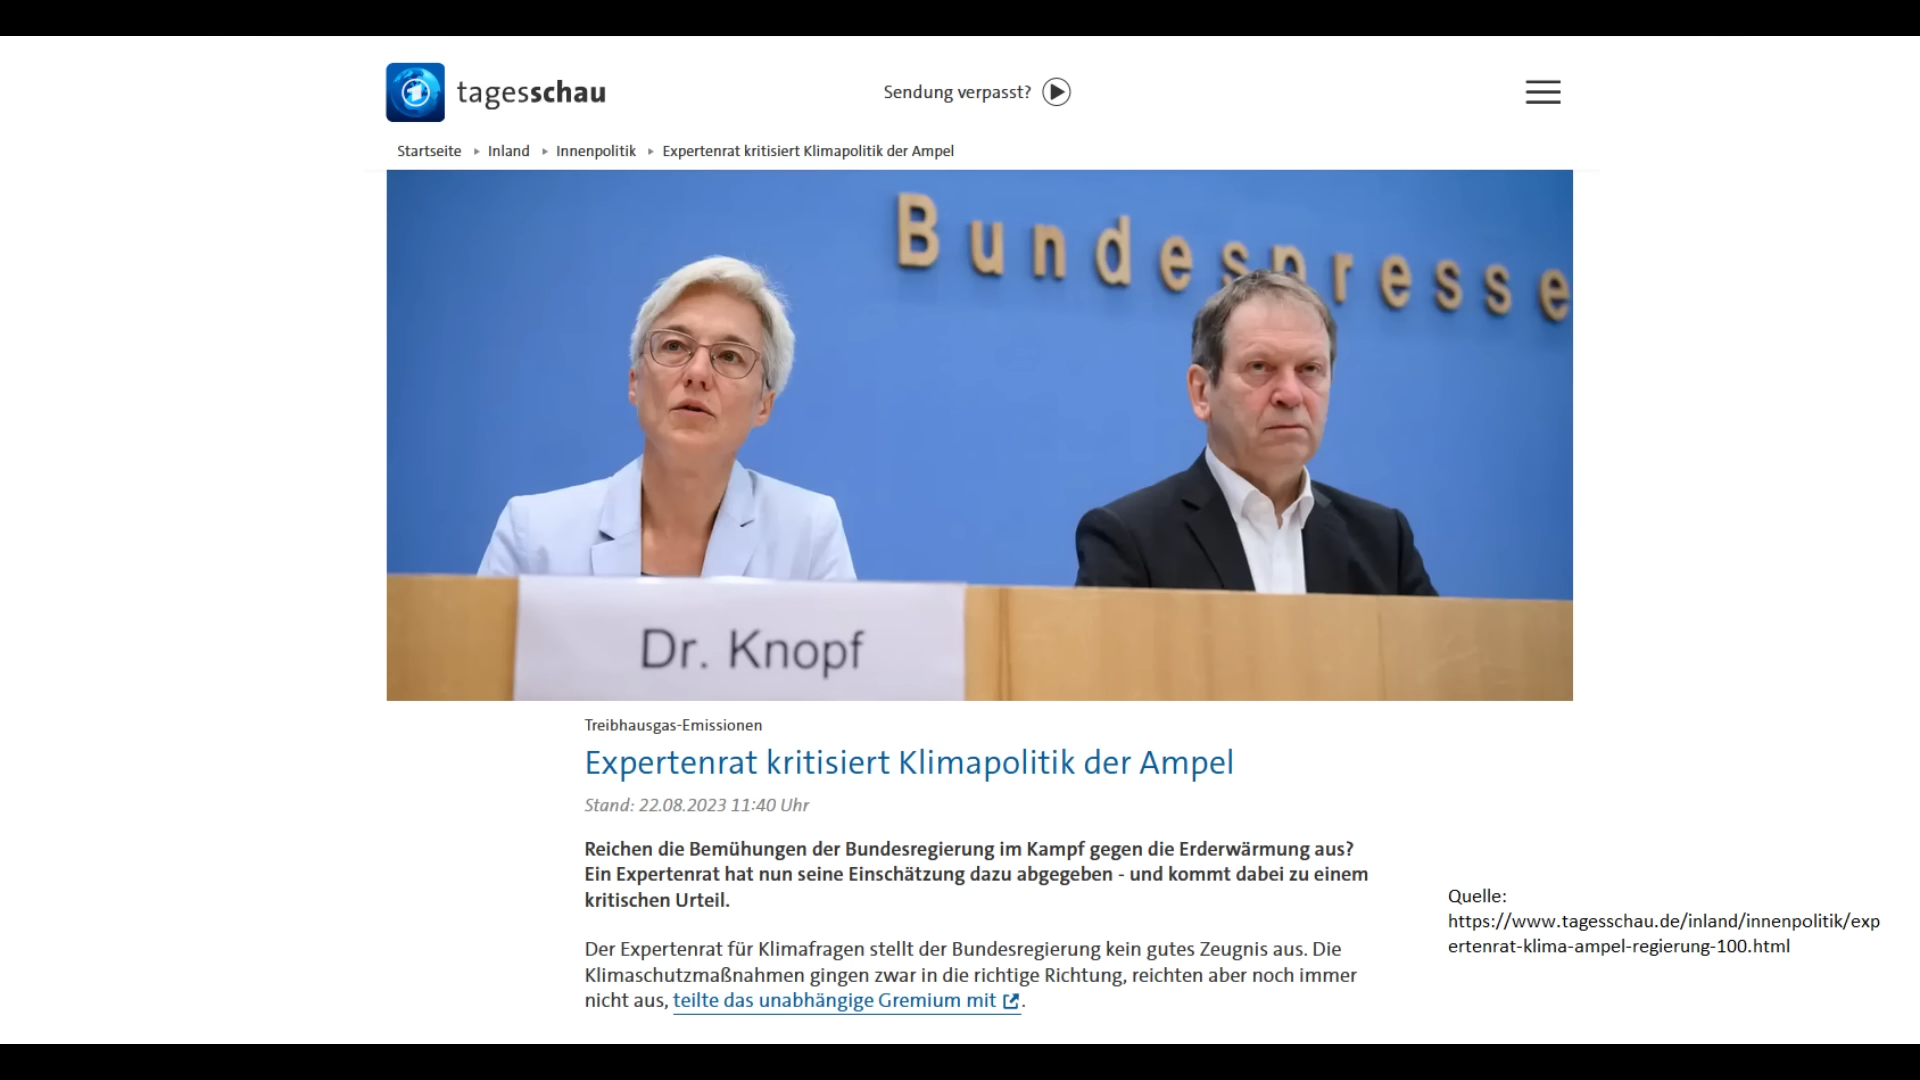 tagesschau
Sendung verpasst?
Startseite Inland Innenpolitik Expertenrat kritisiert Klimapolitik der Ampel
Bundespresse
Dr. Knopf
Treibhausgas-Emissionen
Expertenrat kritisiert Klimapolitik der Ampel
Stand: 22.08.2023 11:40 Uhr
Reichen die Bemühungen der Bundesregierung im Kampf gegen die Erderwärmung aus?
Ein Expertenrat hat nun seine Einschätzung dazu abgegeben - und kommt dabei zu einem
kritischen Urteil.
Der Expertenrat für Klimafragen stellt der Bundesregierung kein gutes Zeugnis aus. Die
Klimaschutzmaßnahmen gingen zwar in die richtige Richtung, reichten aber noch immer
nicht aus, teilte das unabhängige Gremium mit.
Quelle:
https://www.tagesschau.de/inland/innenpolitik/exp
ertenrat-klima-ampel-regierung-100.html